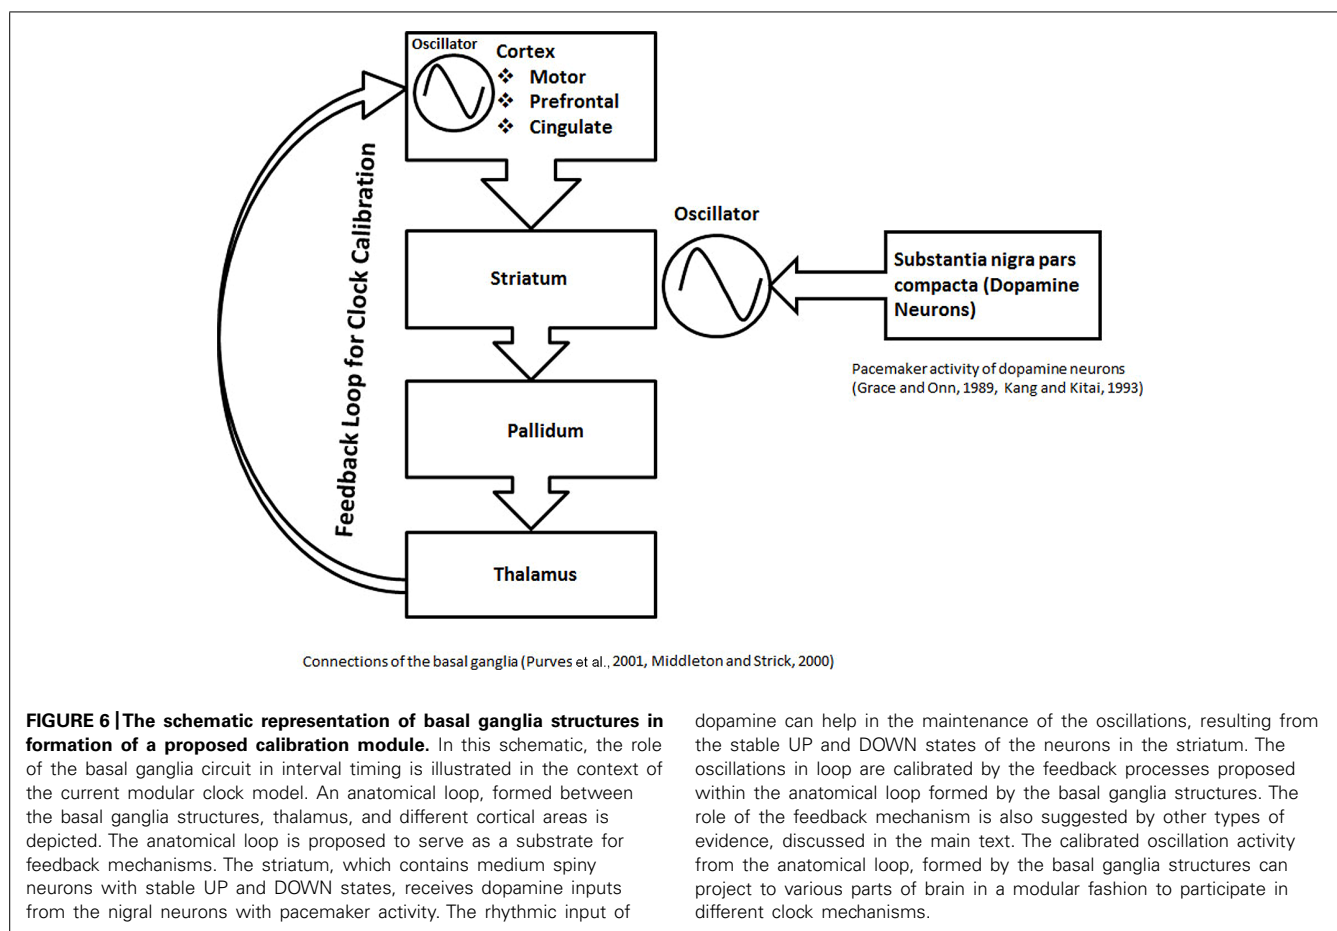 Oscillator
Cortex
❖ Motor
❖ Prefrontal
❖ Cingulate
Feedback Loop for Clock Calibration
Oscillator
Striatum
Substantia nigra pars
compacta (Dopamine
Neurons)
Pacemaker activity of dopamine neurons
(Grace and Onn, 1989, Kang and Kitai, 1993)
Pallidum
Thalamus
Connections of the basal ganglia (Purves et al., 2001, Middleton and Strick, 2000)
FIGURE 6 | The schematic representation of basal ganglia structures in
formation of a proposed calibration module. In this schematic, the role
of the basal ganglia circuit in interval timing is illustrated in the context of
the current modular clock model. An anatomical loop, formed between
the basal ganglia structures, thalamus, and different cortical areas is
depicted. The anatomical loop is proposed to serve as a substrate for
feedback mechanisms. The striatum, which contains medium spiny
neurons with stable UP and DOWN states, receives dopamine inputs
from the nigral neurons with pacemaker activity. The rhythmic input of
dopamine can help in the maintenance of the oscillations, resulting from
the stable UP and DOWN states of the neurons in the striatum. The
oscillations in loop are calibrated by the feedback processes proposed
within the anatomical loop formed by the basal ganglia structures. The
role of the feedback mechanism is also suggested by other types of
evidence, discussed in the main text. The calibrated oscillation activity
from the anatomical loop, formed by the basal ganglia structures can
project to various parts of brain in a modular fashion to participate in
different clock mechanisms.